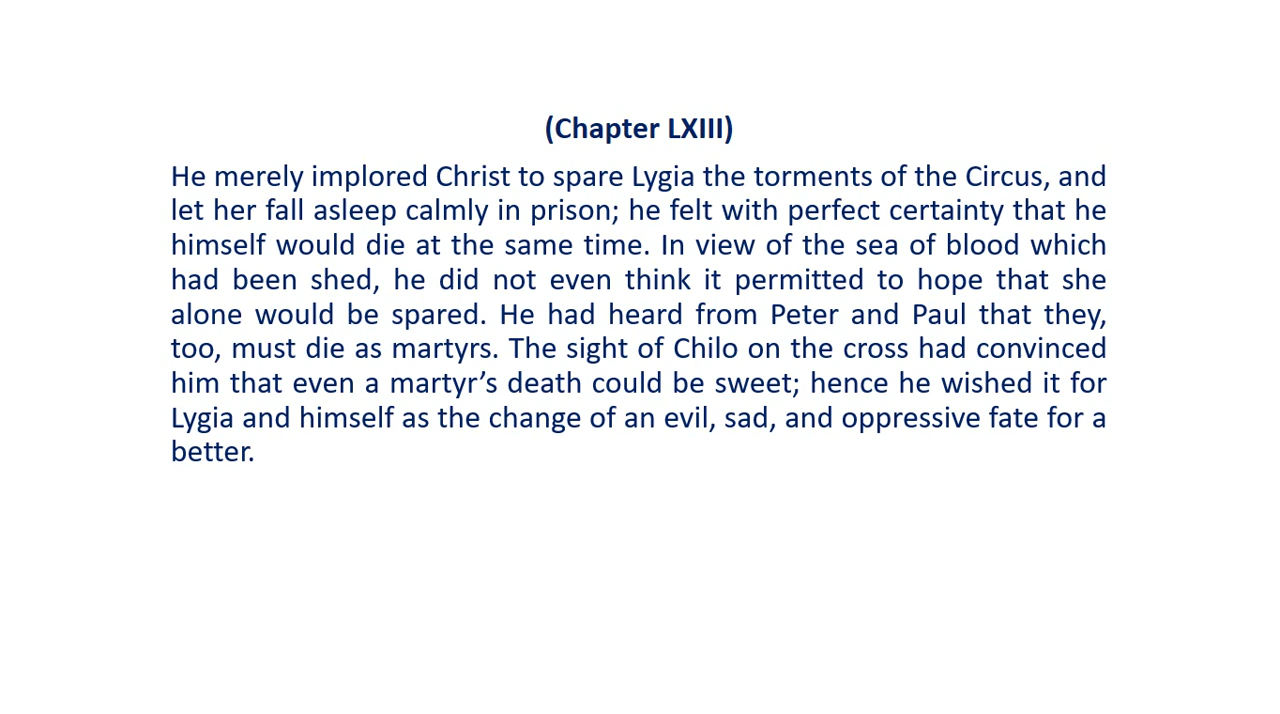 (Chapter LXIII)
He merely implored Christ to spare Lygia the torments of the Circus, and
let her fall asleep calmly in prison; he felt with perfect certainty that he
himself would die at the same time. In view of the sea of blood which
had been shed, he did not even think it permitted to hope that she
alone would be spared. He had heard from Peter and Paul that they,
too, must die as martyrs. The sight of Chilo on the cross had convinced
him that even a martyr’s death could be sweet; hence he wished it for
Lygia and himself as the change of an evil, sad, and oppressive fate for a
better.